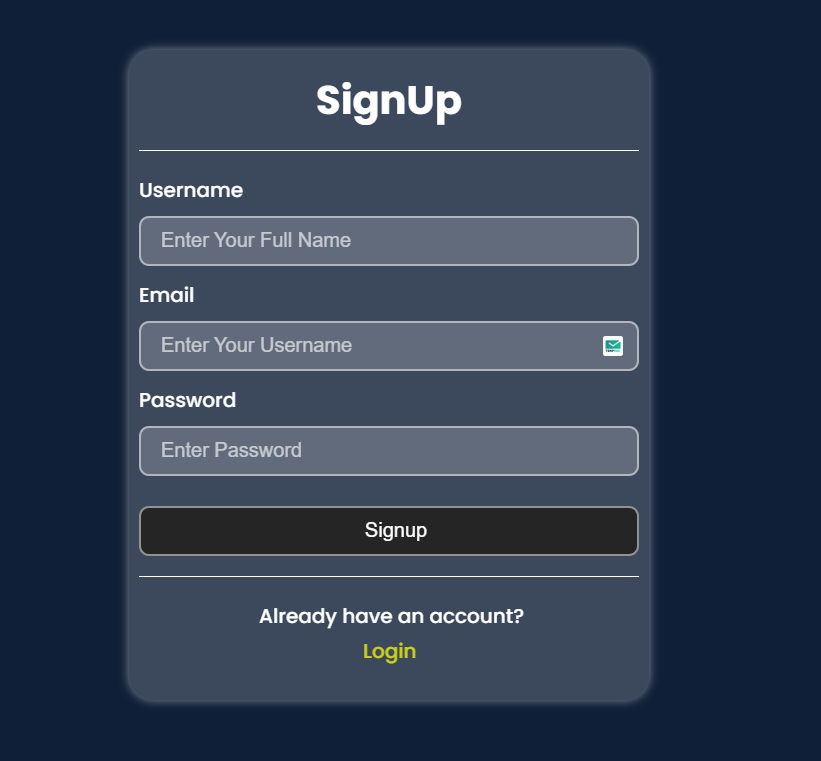 SignUp
Username
Enter Your Full Name
Email
Enter Your Username
Password
Enter Password
Signup
Already have an account?
Login